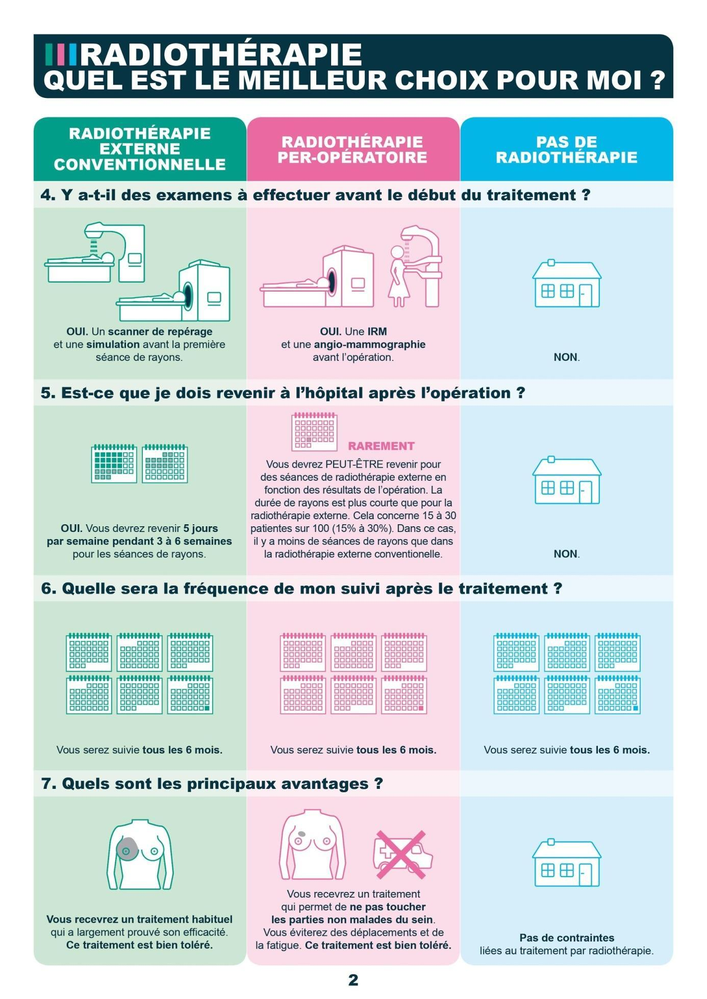 RADIOTHÉRAPIE
QUEL EST LE MEILLEUR CHOIX POUR MOI ?
RADIOTHÉRAPIE
EXTERNE
CONVENTIONNELLE
RADIOTHÉRAPIE
PER-OPÉRATOIRE
PAS DE
RADIOTHÉRAPIE
4. Y a-t-il des examens à effectuer avant le début du traitement ?
OUI. Un scanner de repérage
et une simulation avant la première
séance de rayons.
OUI. Une IRM
et une angio-mammographie
avant l’opération.
NON.
5. Est-ce que je dois revenir à l’hôpital après l’opération ?
OUI. Vous devrez revenir 5 jours
par semaine pendant 3 à 6 semaines
pour les séances de rayons.
RAREMENT
Vous devrez PEUT-ÊTRE revenir pour
des séances de radiothérapie externe en
fonction des résultats de l’opération. La
durée de rayons est plus courte que pour la
radiothérapie externe. Cela concerne 15 à 30
patientes sur 100 (15% à 30%). Dans ce cas,
il y a moins de séances de rayons que dans
la radiothérapie externe conventionelle.
NON.
6. Quelle sera la fréquence de mon suivi après le traitement ?
Vous serez suivie tous les 6 mois.
Vous serez suivie tous les 6 mois.
Vous serez suivie tous les 6 mois.
7. Quels sont les principaux avantages ?
Vous recevrez un traitement habituel
qui a largement prouvé son efficacité.
Ce traitement est bien toléré.
Vous recevrez un traitement
qui permet de ne pas toucher
les parties non malades du sein.
Vous éviterez des déplacements et de
la fatigue. Ce traitement est bien toléré.
Pas de contraintes
liées au traitement par radiothérapie.
2